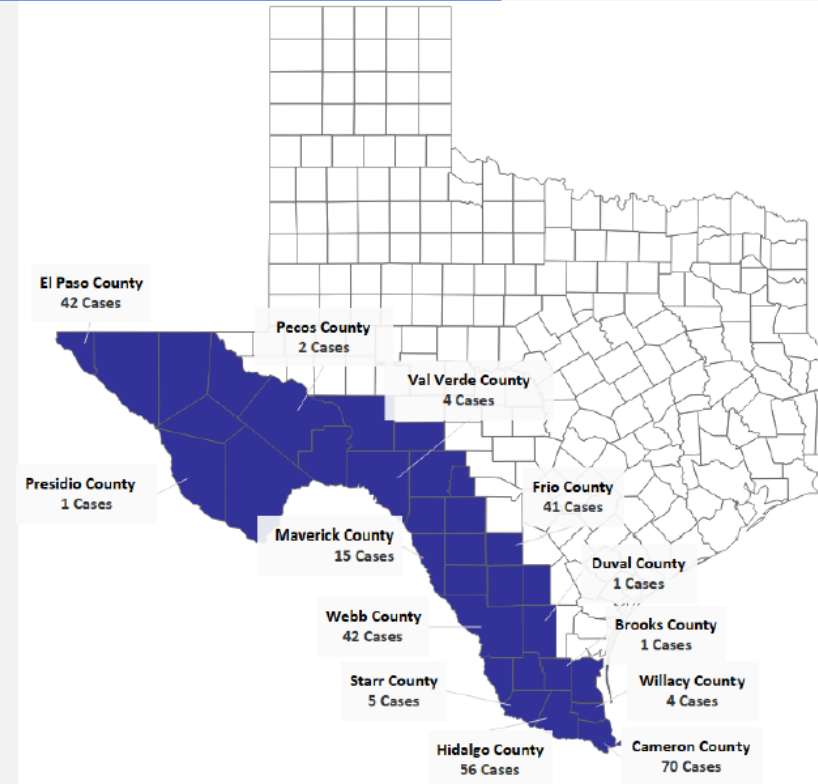 El Paso County
42 Cases
Pecos County
2 Cases
Val Verde County
4 Cases
Presidio County
1 Cases
Frio County
41 Cases
Maverick County
15 Cases
Duval County
1 Cases
Webb County
42 Cases
Brooks County
1 Cases
Starr County
5 Cases
Willacy County
4 Cases
Hidalgo County
56 Cases
Cameron County
70 Cases